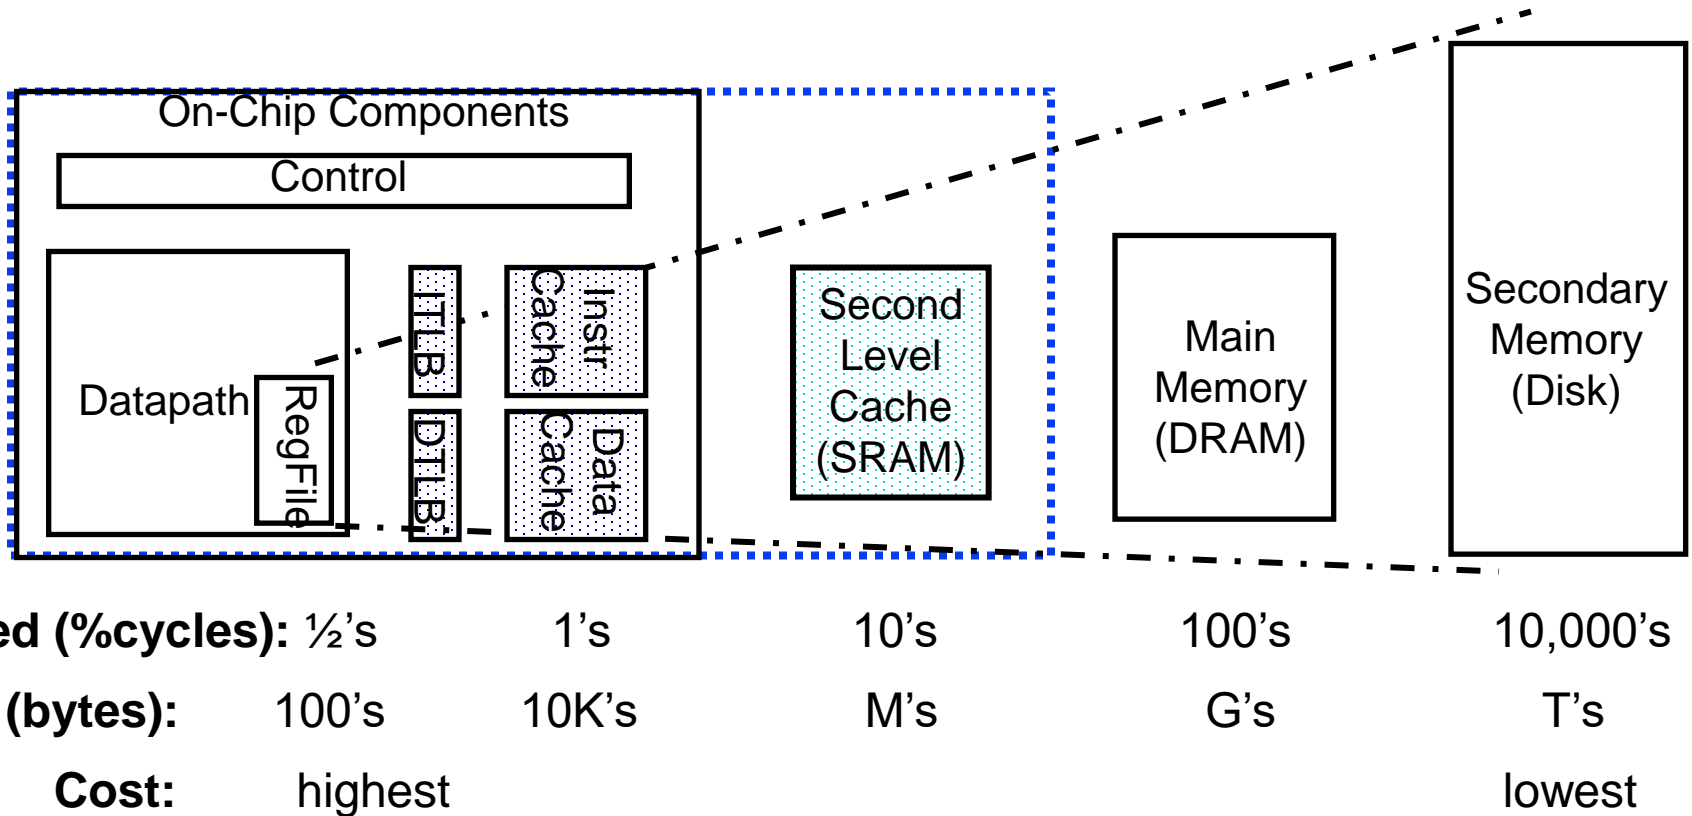 On-Chip Components
Control
Datapath
RegFile
ITLB
DTLB
Instr
Cache
Data
Cache
Second
Level
Cache
(SRAM)
Main
Memory
(DRAM)
Secondary
Memory
(Disk)
(%cycles): ½’s 1’s 10’s 100’s 10,000’s
(bytes): 100’s 10K’s M’s G’s T’s
Cost: highest lowest